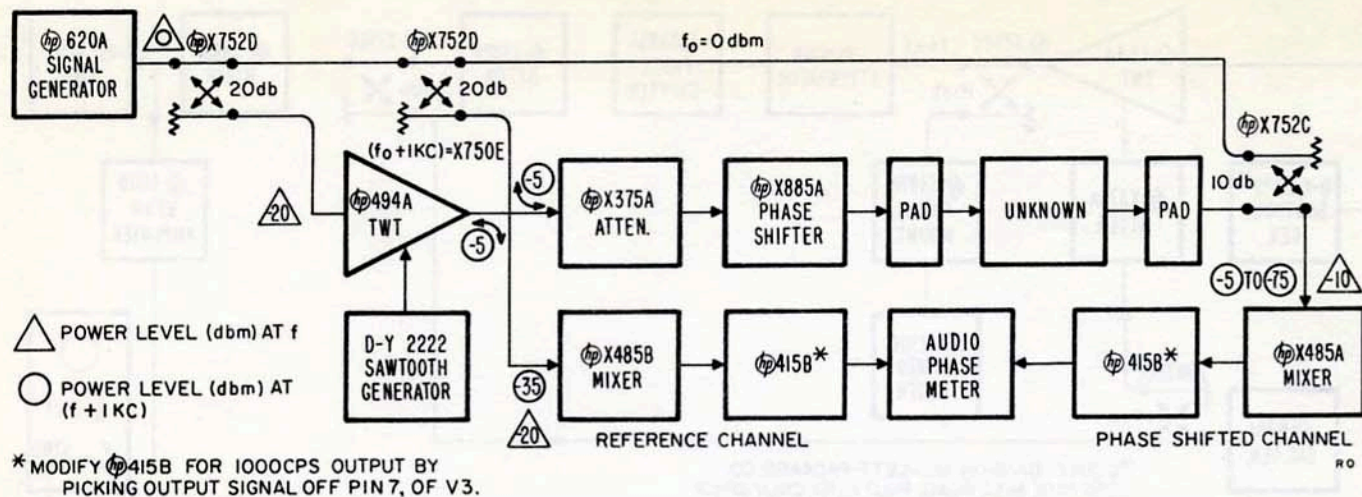 hp 620A
SIGNAL
GENERATOR
0
hp X752D
20db
hp X752D
20db
f₀=0 dbm
hp X752C
10 db
(f₀+1KC)=X750E
-20
hp 494A
TWT
-5
-5
hp X375A
ATTEN.
hp X885A
PHASE
SHIFTER
PAD
UNKNOWN
PAD
-5 TO -75
-10
△ POWER LEVEL (dbm) AT f
○ POWER LEVEL (dbm) AT
(f + 1KC)
D-Y 2222
SAWTOOTH
GENERATOR
-35
-20
hp X485B
MIXER
hp 415B*
AUDIO
PHASE
METER
hp 415B*
hp X485A
MIXER
REFERENCE CHANNEL
PHASE SHIFTED CHANNEL
RO
* MODIFY hp 415B FOR 1000CPS OUTPUT BY
PICKING OUTPUT SIGNAL OFF PIN 7, OF V3.